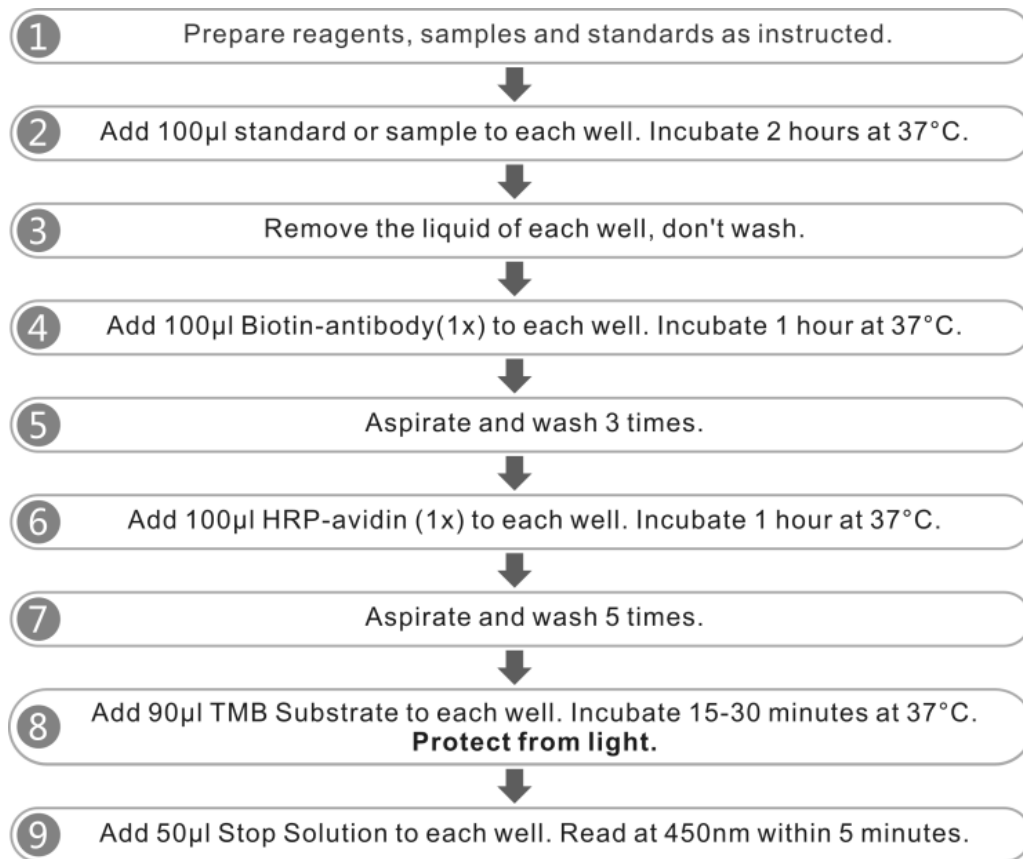 1 Prepare reagents, samples and standards as instructed.
2 Add 100µl standard or sample to each well. Incubate 2 hours at 37°C.
3 Remove the liquid of each well, don't wash.
4 Add 100µl Biotin-antibody(1x) to each well. Incubate 1 hour at 37°C.
5 Aspirate and wash 3 times.
6 Add 100µl HRP-avidin (1x) to each well. Incubate 1 hour at 37°C.
7 Aspirate and wash 5 times.
8 Add 90µl TMB Substrate to each well. Incubate 15-30 minutes at 37°C.
Protect from light.
9 Add 50µl Stop Solution to each well. Read at 450nm within 5 minutes.